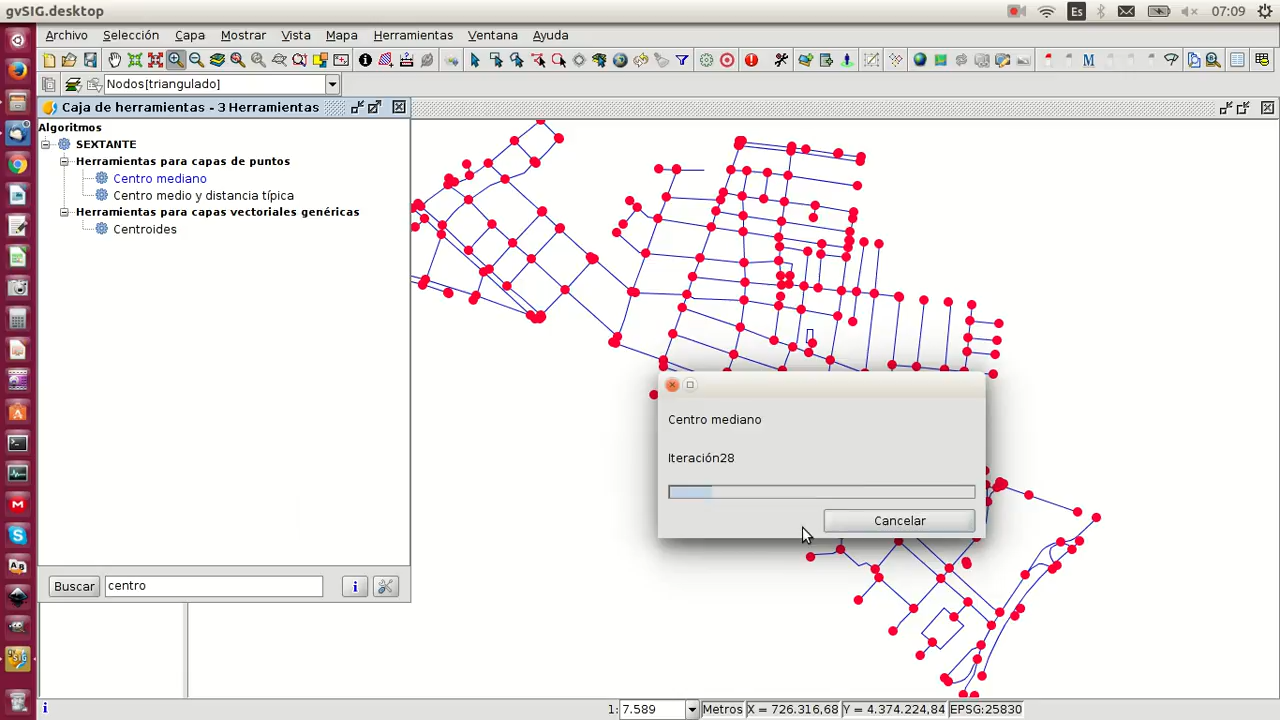 gvSIG.desktop
Es
07:09
Archivo Selección Capa Mostrar Vista Mapa Herramientas Ventana Ayuda
Nodos[triangulado]
Caja de herramienas - 3 Herramientas
Algoritmos
SEXTANTE
Herramientas para capas de puntos
Centro mediano
Centro medio y distancia típica
Herramientas para capas vectoriales genéricas
Centroides
Centro mediano
Iteración28
Cancelar
Buscar
centro
1: 7.589 Metros X = 726.316,68 Y = 4.374.224,84 EPSG:25830